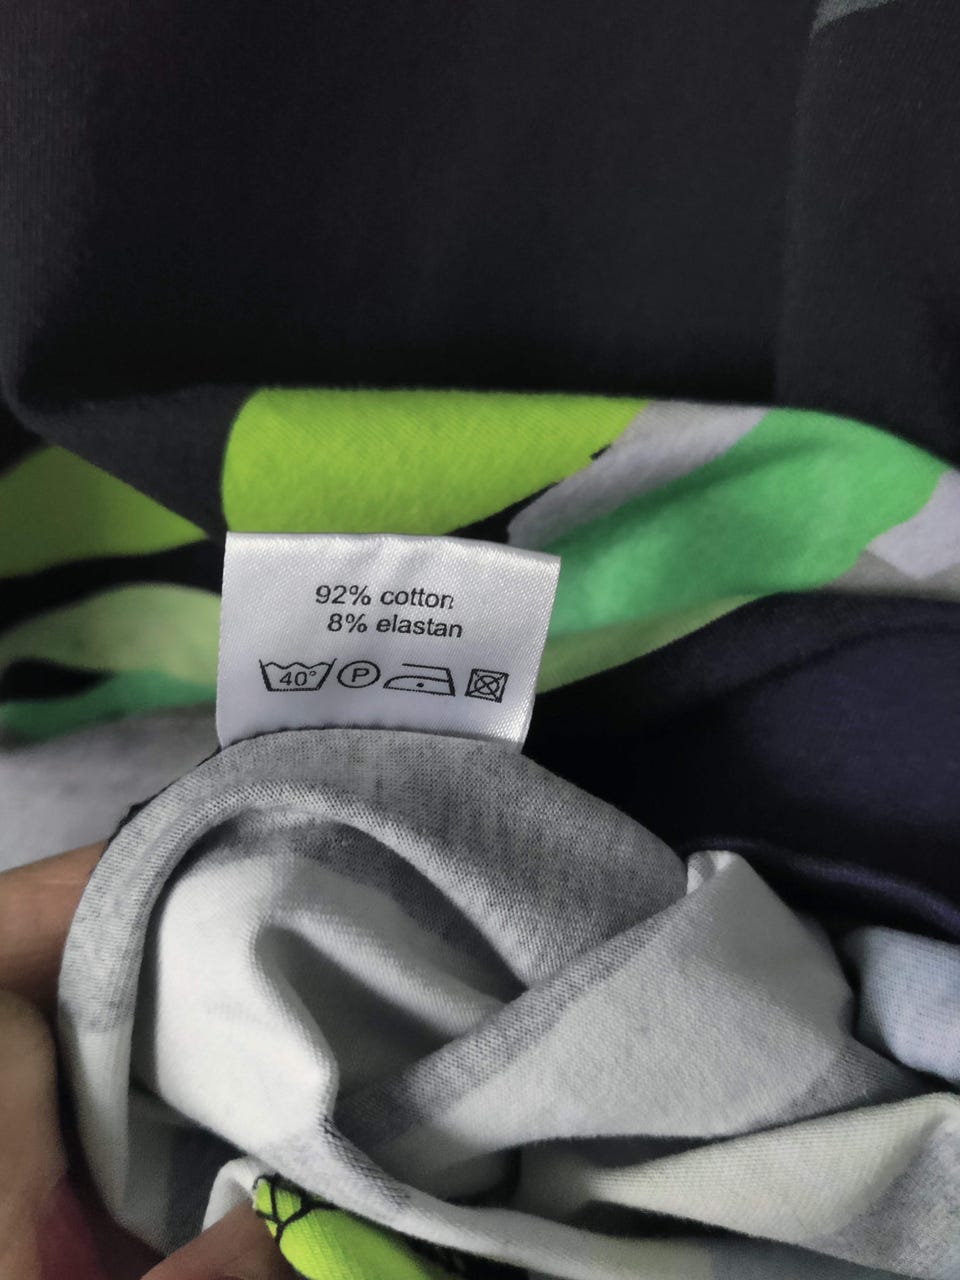 92% cotton
8% elastan
40° P